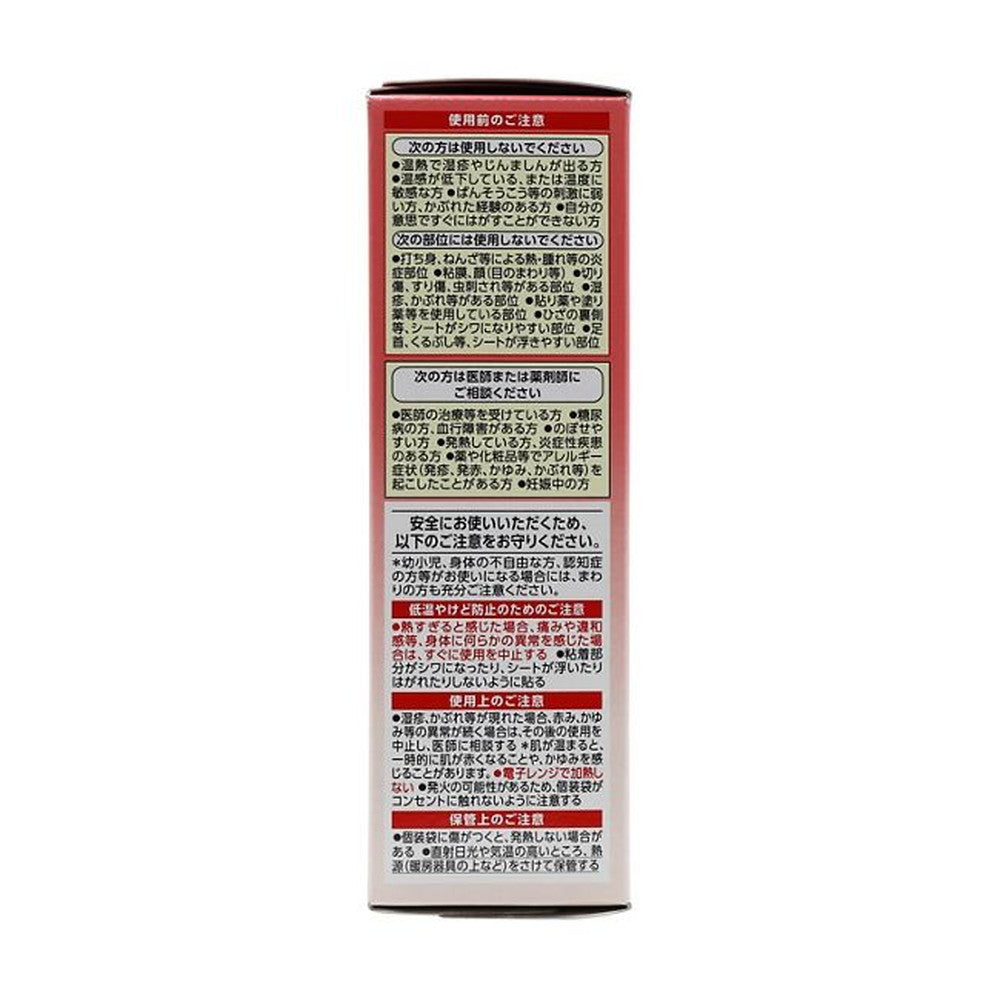 使用前のご注意
次の方は使用しないでください
●温熱で湿疹やじんましんが出る方
●温感が低下している、または温度に
敏感な方 ●ばんそうこう等の刺激に弱
い方、かぶれた経験のある方 ●自分の
意思ですぐにはがすことができない方
次の部位には使用しないでください
●打ち身、ねんざ等による熱・腫れ等の炎
症部位 ●粘膜、顔(目のまわり等) ●切り
傷、すり傷、虫刺され等がある部位 ●湿
疹、かぶれ等がある部位 ●貼り薬や塗り
薬等を使用している部位 ●ひざの裏側
等、シートがシワになりやすい部位 ●足
首、くるぶし等、シートが浮きやすい部位
次の方は医師または薬剤師に
ご相談ください
●医師の治療等を受けている方 ●糖尿
病の方、血行障害がある方 ●のぼせや
すい方 ●発熱している方、炎症性疾患
のある方 ●薬や化粧品等でアレルギー
症状(発疹、発赤、かゆみ、かぶれ等)を
起こしたことがある方 ●妊娠中の方
安全にお使いいただくため、
以下のご注意をお守りください。
＊幼小児、身体の不自由な方、認知症
の方等がお使いになる場合には、まわ
りの方も充分ご注意ください。
低温やけど防止のためのご注意
●熱すぎると感じた場合、痛みや違和
感等、身体に何らかの異常を感じた場
合は、すぐに使用を中止する ●粘着部
分がシワになったり、シートが浮いたり
はがれたりしないように貼る
使用上のご注意
●湿疹、かぶれ等が現れた場合、赤み、かゆ
み等の異常が続く場合は、その後の使用を
中止し、医師に相談する ＊肌が温まると、
一時的に肌が赤くなることや、かゆみを感
じることがあります。●電子レンジで加熱し
ない ●発火の可能性があるため、個装袋が
コンセントに触れないように注意する
保管上のご注意
●個装袋に傷がつくと、発熱しない場合が
ある ●直射日光や気温の高いところ、熱
源(暖房器具の上など)をさけて保管する